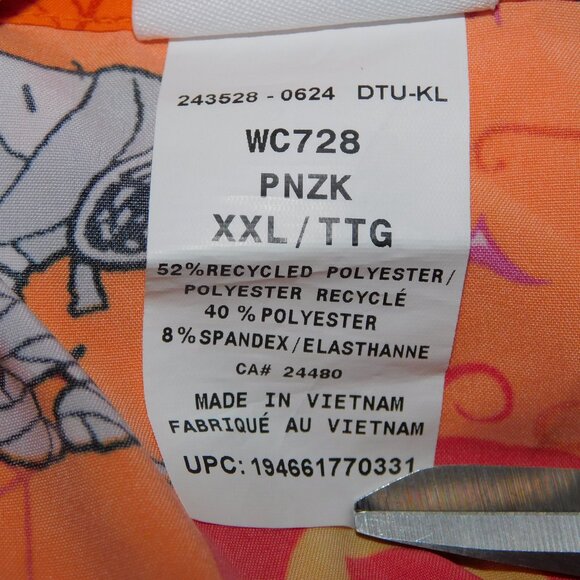 243528 - 0624 DTU-KL
WC728
PNZK
XXL/TTG
52%RECYCLED POLYESTER/
POLYESTER RECYCLÉ
40 % POLYESTER
8% SPANDEX/ELASTHANNE
CA# 24480
MADE IN VIETNAM
FABRIQUÉ AU VIETNAM
UPC: 194661770331